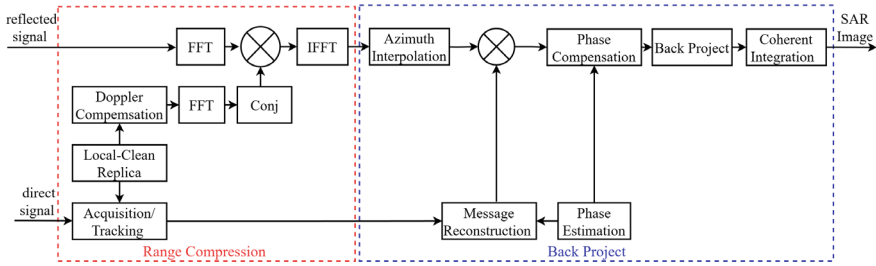 reflected
signal
FFT
IFFT
Azimuth
Interpolation
Phase
Compensation
Back Project
Coherent
Integration
SAR
Image
Doppler
Compemsation
FFT
Conj
Local-Clean
Replica
direct
signal
Acquisition/
Tracking
Message
Reconstruction
Phase
Estimation
Range Compression
Back Project